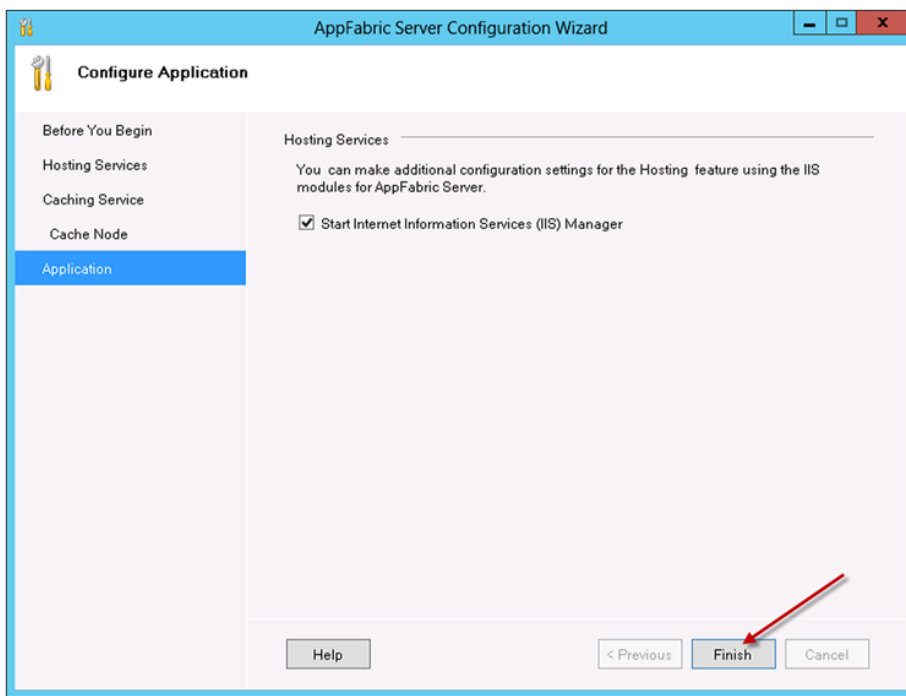 AppFabric Server Configuration Wizard
Configure Application
Before You Begin
Hosting Services
Caching Service
Cache Node
Application
Hosting Services
You can make additional configuration settings for the Hosting feature using the IIS
modules for AppFabric Server.
Start Internet Information Services (IIS) Manager
Help
< Previous
Finish
Cancel